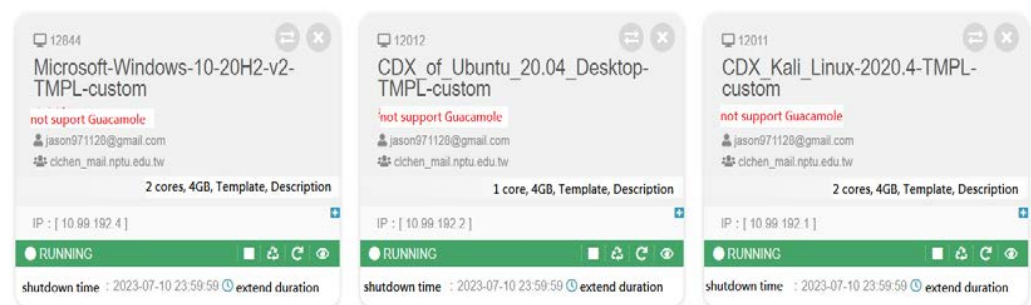 12844
Microsoft-Windows-10-20H2-v2-
TMPL-custom
not suport Guacamole
jason971128@gmail.com
clchen_mail.nptu.edu.tw
2 cores, 4GB, Template, Description
IP : [ 10.99.192.4 ]
RUNNING
shutdown time : 2023-07-10 23:59:59 extend duration
12012
CDX_of_Ubuntu_20.04_Desktop-
TMPL-custom
not support Guacamole
jason971128@gmail.com
clchen_mail.nptu.edu.tw
1 core, 4GB, Template, Description
IP : [ 10.99.192.2 ]
RUNNING
shutdown time : 2023-07-10 23:59:59 extend duration
12011
CDX_Kali_Linux-2020.4-TMPL-
custom
not support Guacamole
jason971128@gmail.com
clchen_mail.nptu.edu.tw
2 cores, 4GB, Template, Description
IP : [ 10.99.192.1 ]
RUNNING
shutdown time : 2023-07-10 23:59:59 extend duration